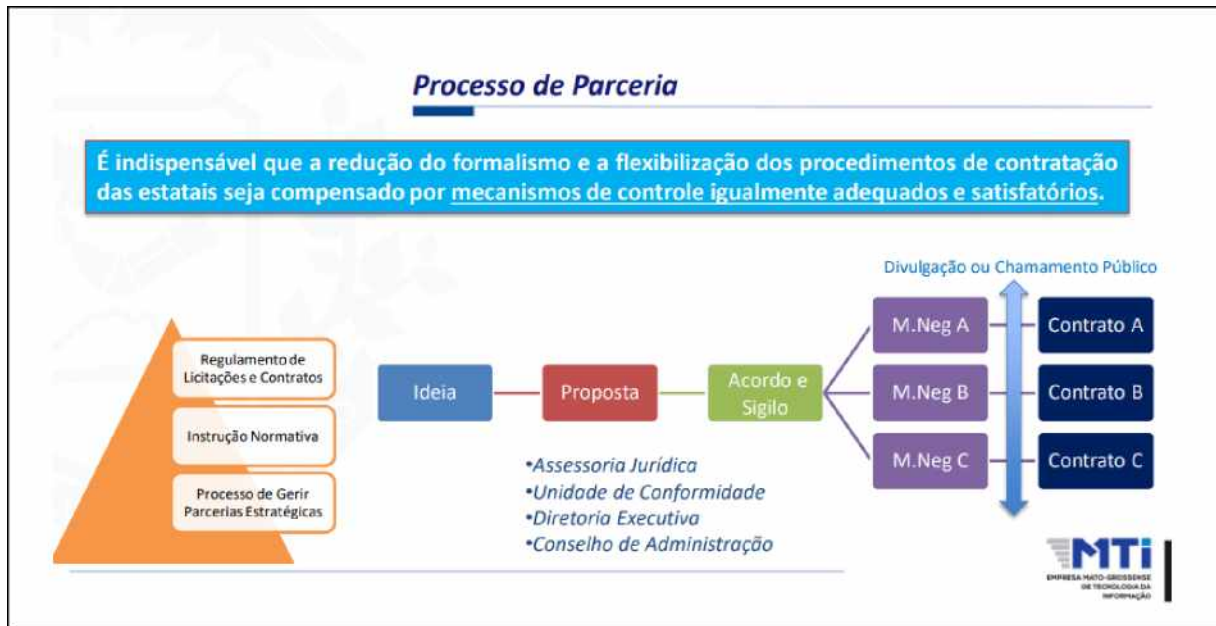 Processo de Parceria
É indispensável que a redução do formalismo e a flexibilização dos procedimentos de contratação
das estatais seja compensado por mecanismos de controle igualmente adequados e satisfatórios.
Divulgação ou Chamamento Público
Regulamento de
Licitações e Contratos
Instrução Normativa
Processo de Gerir
Parcerias Estratégicas
Ideia
Proposta
Acordo e
Sigilo
M.Neg A
Contrato A
M.Neg B
Contrato B
M.Neg C
Contrato C
•Assessoria Jurídica
•Unidade de Conformidade
•Diretoria Executiva
•Conselho de Administração
MTi
EMPRESA MATO-GROSSENSE
DE TECNOLOGIA DA
INFORMAÇÃO